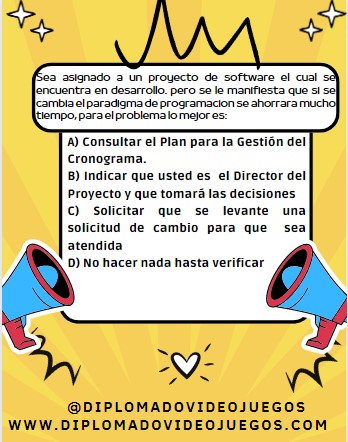 Sea asignado a un proyecto de software el cual se
encuentra en desarrollo. pero se le manifiesta que si se
cambia el paradigma de programacion se ahorrara mucho
tiempo, para el problema lo mejor es:
A) Consultar el Plan para la Gestión del
Cronograma.
B) Indicar que usted es el Director del
Proyecto y que tomará las decisiones
C) Solicitar que se levante una
solicitud de cambio para que sea
atendida
D) No hacer nada hasta verificar
@DIPLOMADOVIDEOJUEGOS
WWW.DIPLOMADOVIDEOJUEGOS.COM